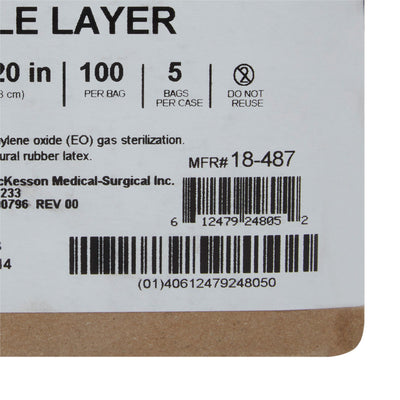 LE LAYER
20 in | 100 | 5
PER BAG BAGS PER CASE DO NOT REUSE
ylene oxide (EO) gas sterilization.
ural rubber latex.
MFR# 18-487
cKesson Medical-Surgical Inc.
233
00796 REV 00
6 12479 24805 2
14
(01)40612479248050